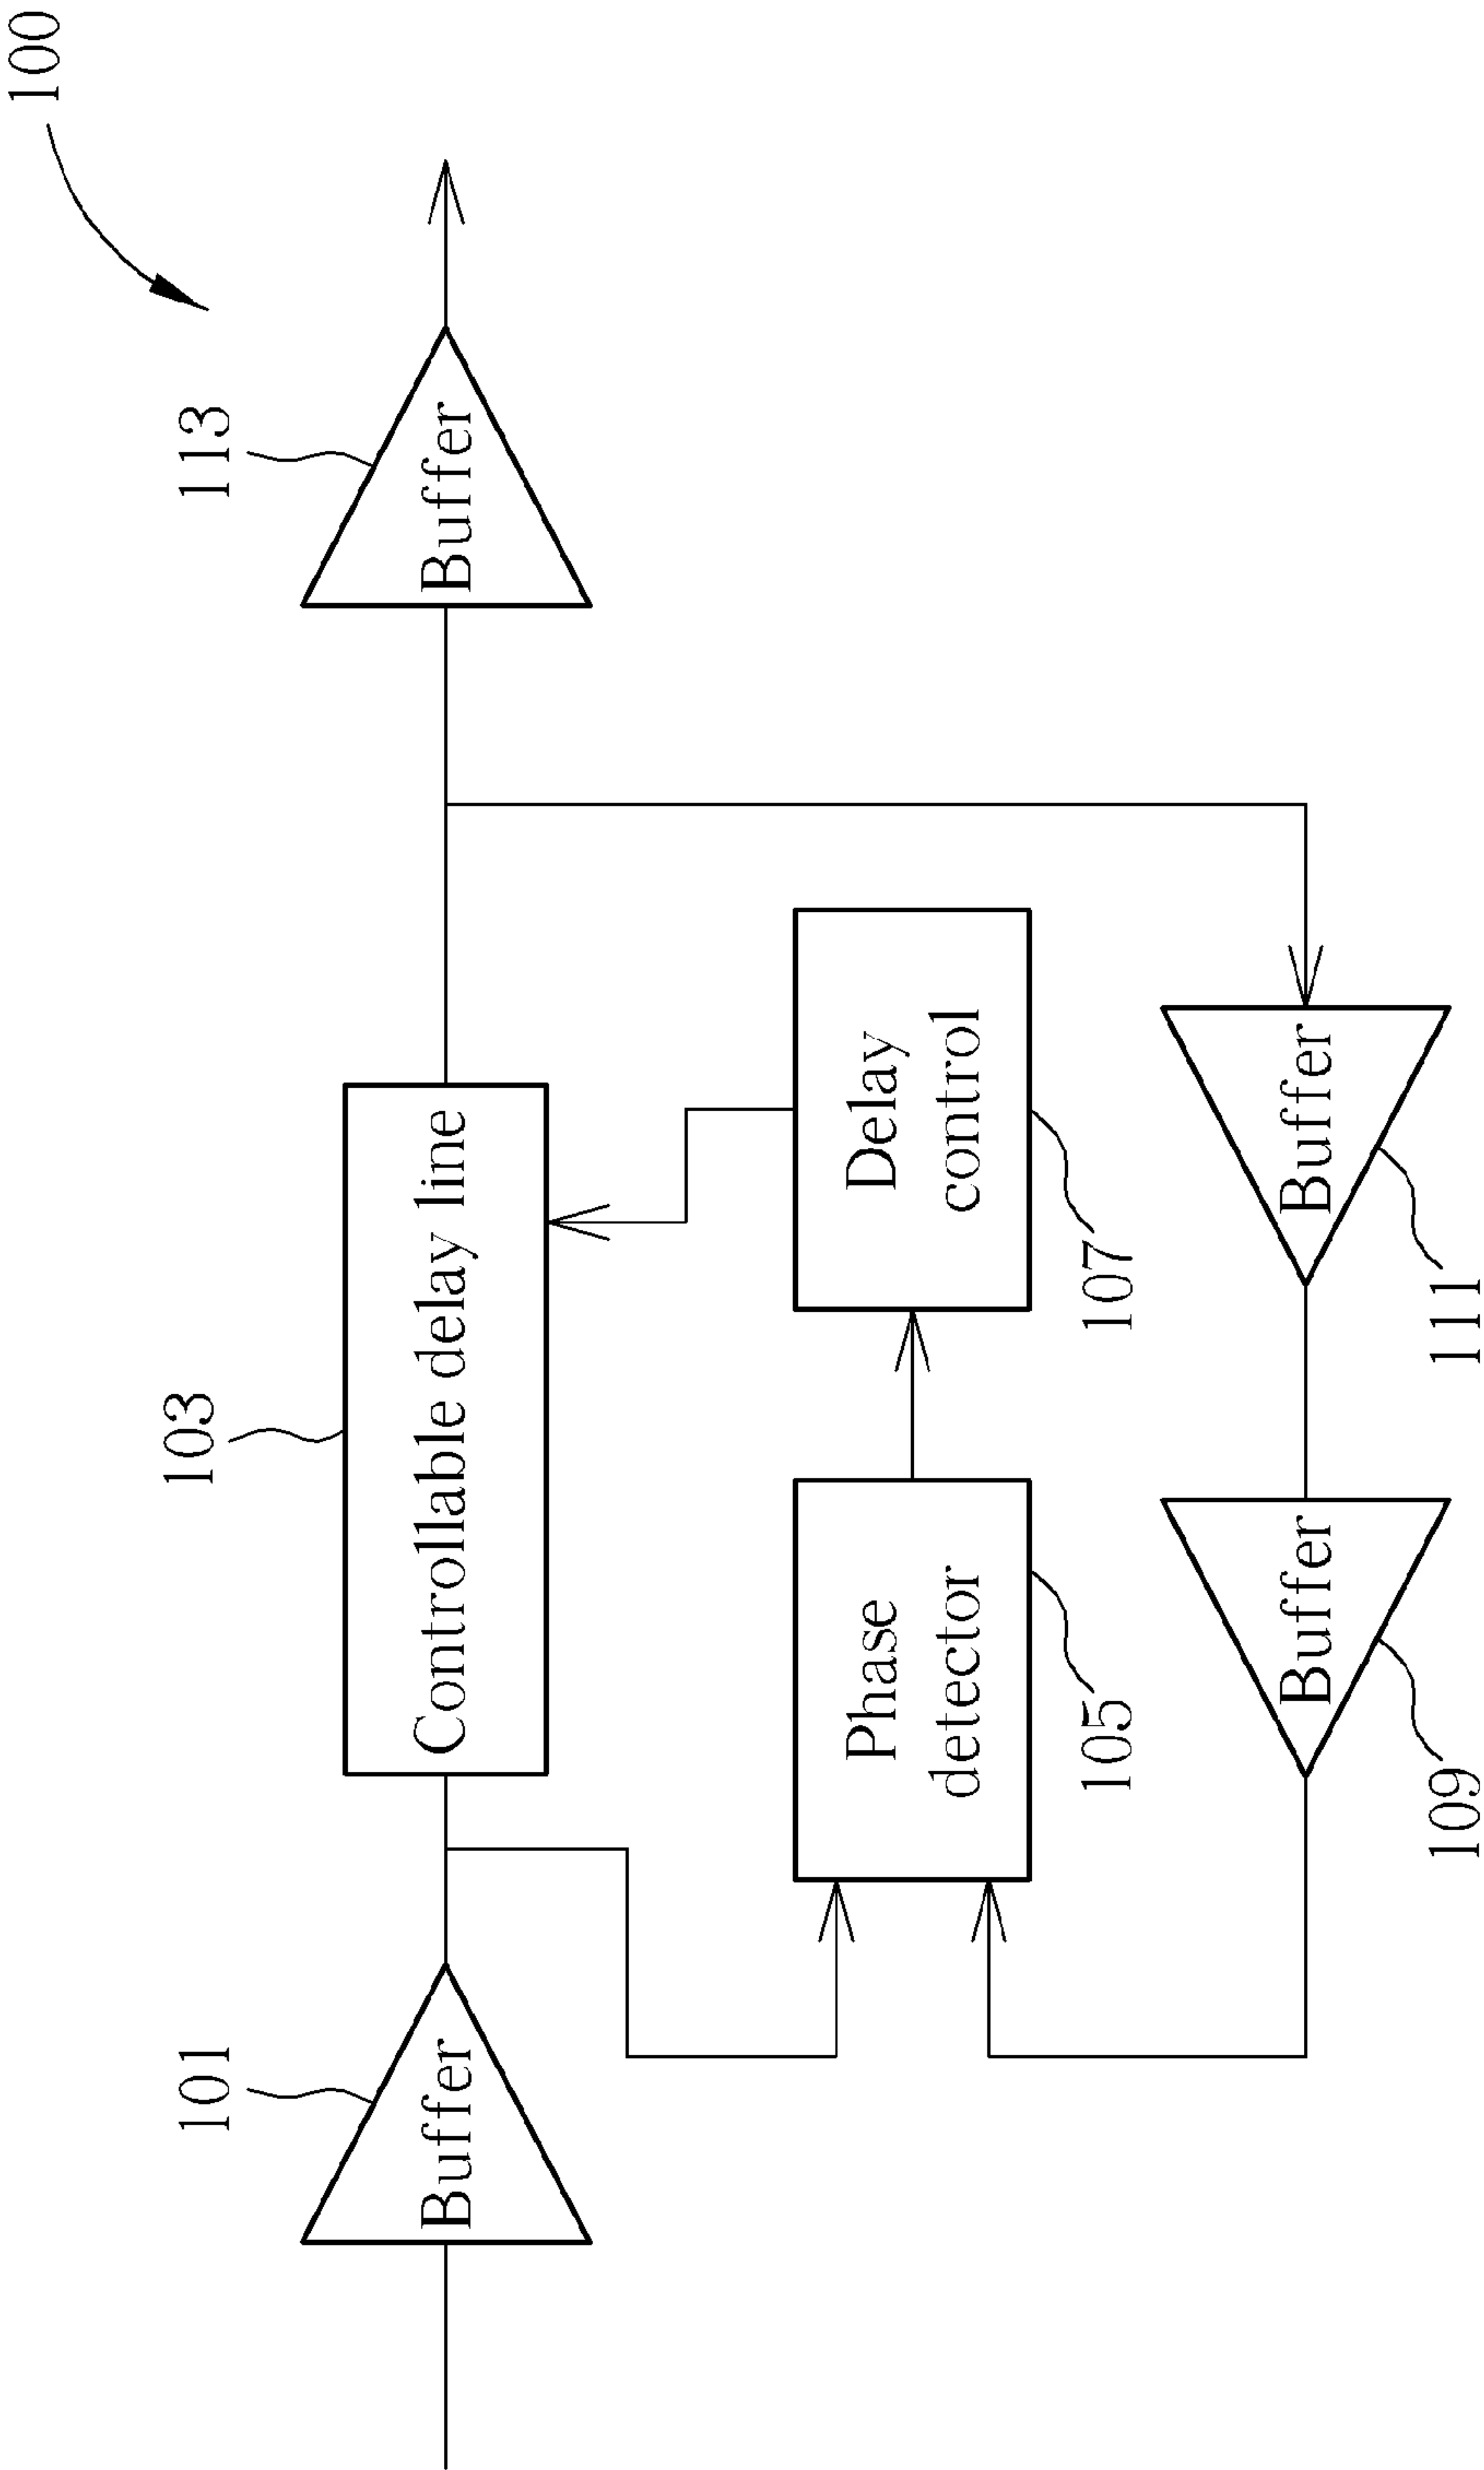 100
101
Buffer
103
Controllable delay line
113
Buffer
Phase
detector
105
Delay
control
107
Buffer
109
Buffer
111